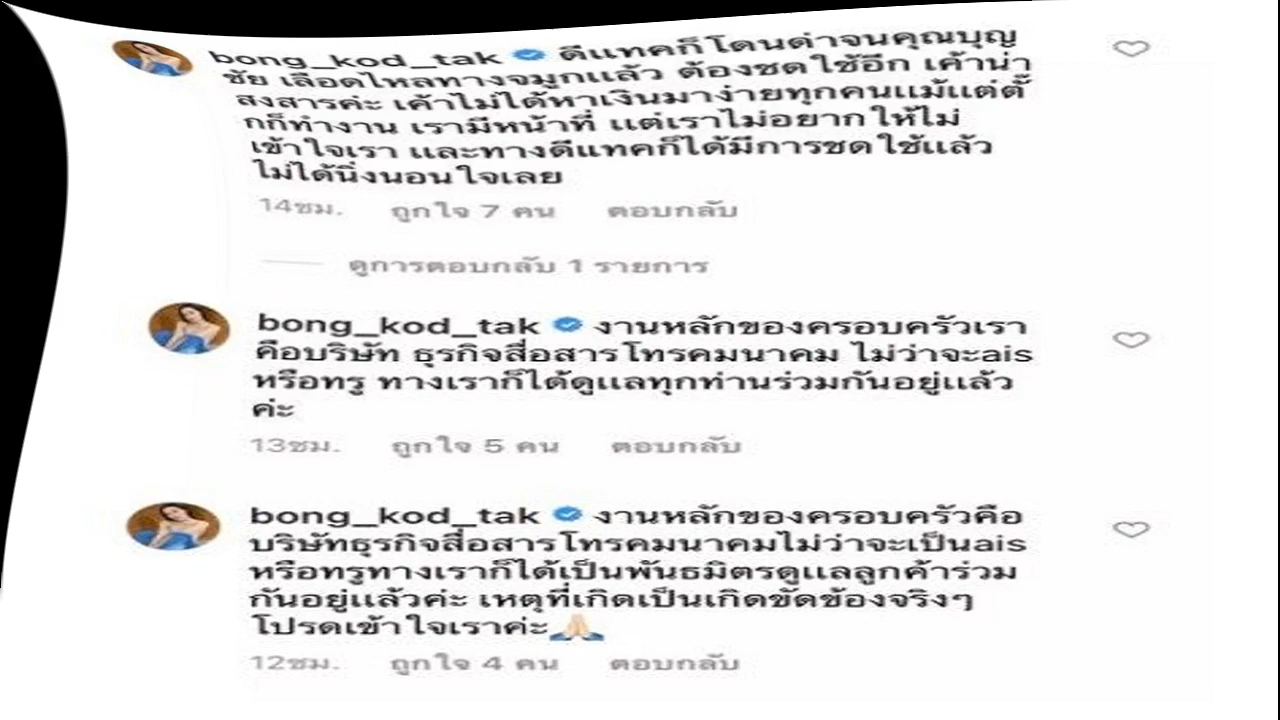 bong_kod_tak ดีแทคก็โดนด่าจนคุณบุญ
ชัย เลือดไหลทางจมูกแล้ว ต้องชดใช้อีก เค้าน่า
สงสารค่ะ เค้าไม่ได้หาเงินมาง่ายทุกคนแม้แต่ตั๊
กก็ทำงาน เรามีหน้าที่ แต่เราไม่อยากให้ไม่
เข้าใจเรา และทางดีแทคก็ได้มีการชดใช้แล้ว
ไม่ได้นิ่งนอนใจเลย
14ชม. ถูกใจ 7 คน ตอบกลับ
ดูการตอบกลับ 1 รายการ
bong_kod_tak งานหลักของครอบครัวเรา
คือบริษัท ธุรกิจสื่อสารโทรคมนาคม ไม่ว่าจะais
หรือทรู ทางเราก็ได้ดูแลทุกท่านร่วมกันอยู่แล้ว
ค่ะ
13ชม. ถูกใจ 5 คน ตอบกลับ
bong_kod_tak งานหลักของครอบครัวคือ
บริษัทธุรกิจสื่อสารโทรคมนาคมไม่ว่าจะเป็นais
หรือทรูทางเราก็ได้เป็นพันธมิตรดูแลลูกค้าร่วม
กันอยู่แล้วค่ะ เหตุที่เกิดเป็นเกิดขัดข้องจริงๆ
โปรดเข้าใจเราค่ะ🙏🏻
12ชม. ถูกใจ 4 คน ตอบกลับ